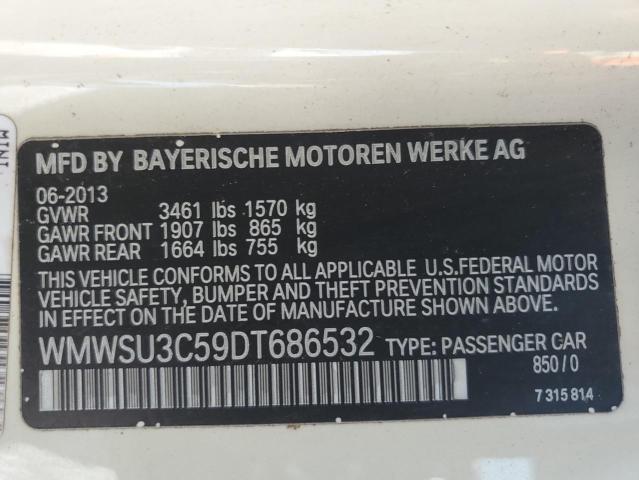 MFD BY BAYERISCHE MOTOREN WERKE AG
06-2013
GVWR 3461 lbs 1570 kg
GAWR FRONT 1907 lbs 865 kg
GAWR REAR 1664 lbs 755 kg
THIS VEHICLE CONFORMS TO ALL APPLICABLE U.S.FEDERAL MOTOR
VEHICLE SAFETY, BUMPER AND THEFT PREVENTION STANDARDS
IN EFFECT ON THE DATE OF MANUFACTURE SHOWN ABOVE.
WMWSU3C59DT686532 TYPE: PASSENGER CAR
850/0
7 315 814
MINI